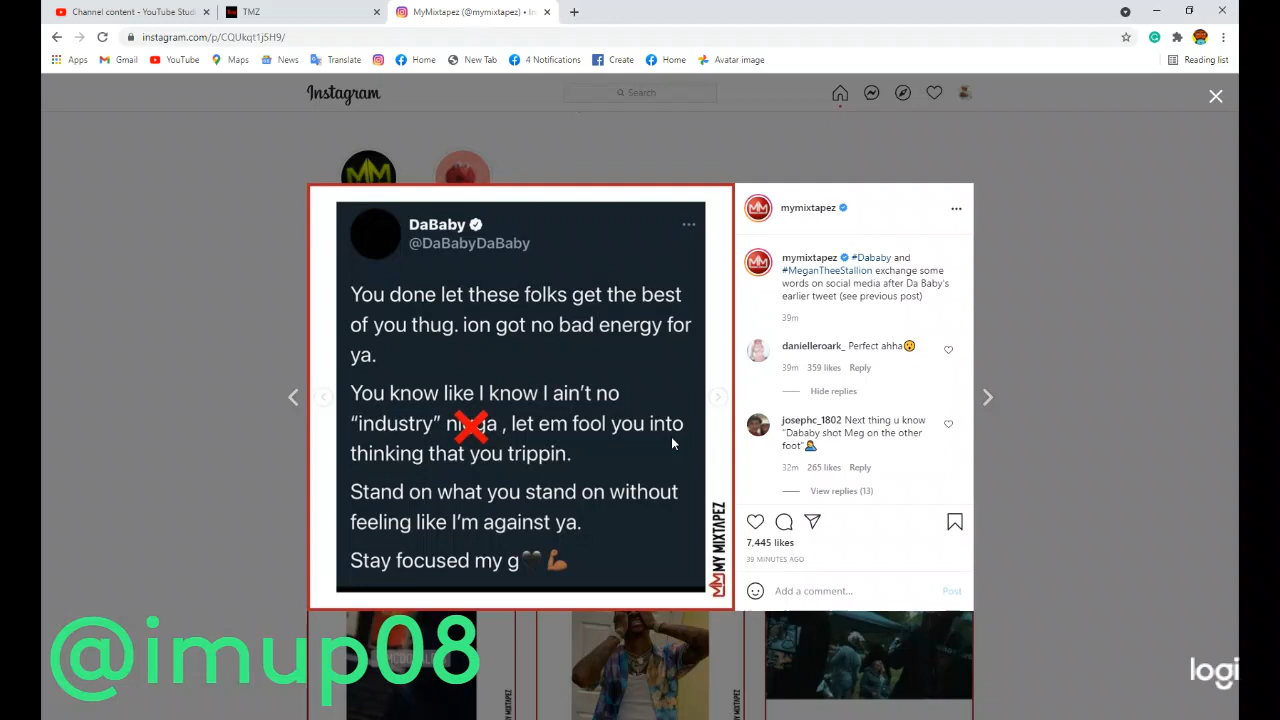 Channel content - YouTube Studi
TMZ
MyMixtapez (@mymixtapez) • In
instagram.com/p/CQUkqt1j5H9/
Apps
Gmail
YouTube
Maps
News
Translate
Home
New Tab
4 Notifications
Create
Home
Avatar image
Reading list
Instagram
Search
DaBaby
@DaBabyDaBaby
You done let these folks get the best
of you thug. ion got no bad energy for
ya.
You know like I know I ain't no
“industry” , let em fool you into
thinking that you trippin.
Stand on what you stand on without
feeling like I'm against ya.
Stay focused my g🖤💪🏾
MY MIXTAPEZ
mymixtapez
mymixtapez #Dababy and
#MeganTheeStallion exchange some
words on social media after Da Baby's
earlier tweet (see previous post)
39m
danielleroark_ Perfect ahha😯
39m 359 likes Reply
Hide replies
josephc_1802 Next thing u know
“Dababy shot Meg on the other
foot”🤦‍♂️
32m 265 likes Reply
View replies (13)
7,445 likes
39 MINUTES AGO
Add a comment...
Post
@imup08
logi
MY MIXTAPEZ
MY MIXTAPEZ